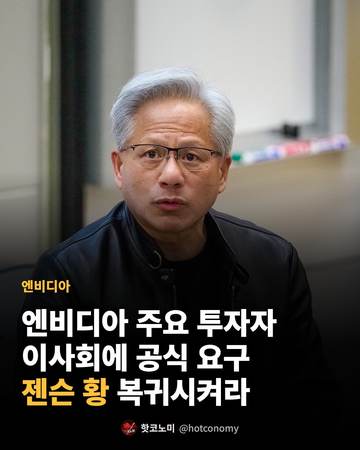 엔비디아
엔비디아 주요 투자자
이사회에 공식 요구
젠슨 황 복귀시켜라
핫코노미 @hotconomy